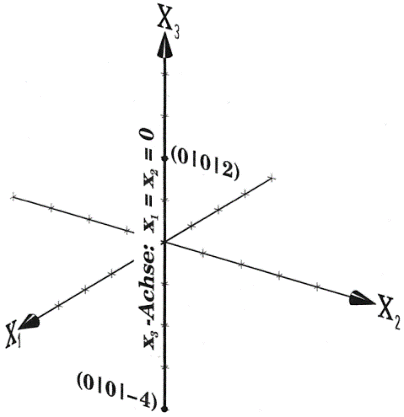 X₃
(0|0|2)
x₃-Achse: x₁ = x₂ = 0
X₁
X₂
(0|0|-4)